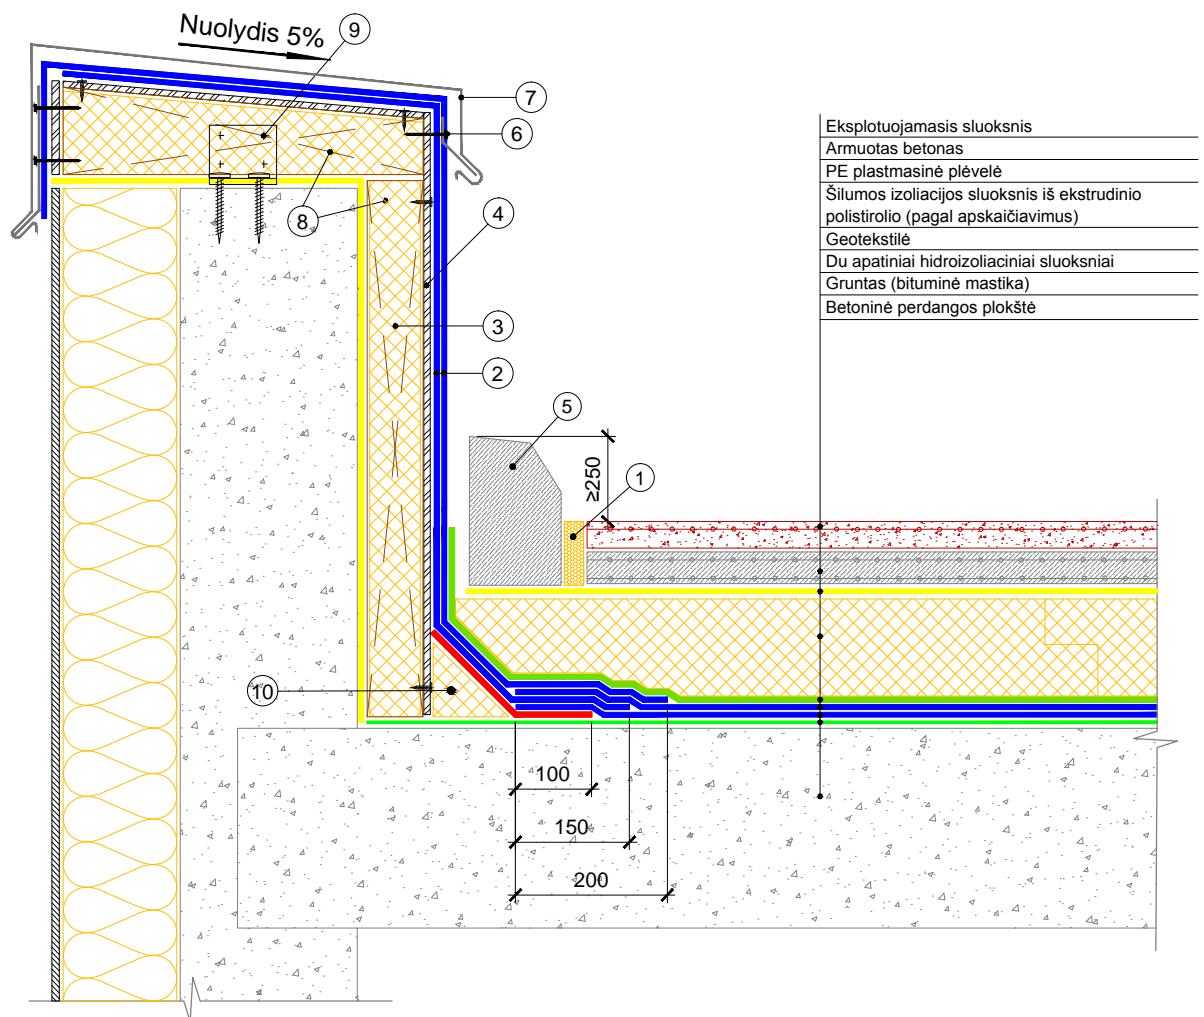 Nuolydis 5%
9
7
6
8
4
3
2
5
≥250
1
10
100
150
200
Eksplotuojamasis sluoksnis
Armuotas betonas
PE plastmasinė plėvelė
Šilumos izoliacijos sluoksnis iš ekstrudinio
polistirolio (pagal apskaičiavimus)
Geotekstilė
Du apatiniai hidroizoliaciniai sluoksniai
Gruntas (bituminė mastika)
Betoninė perdangos plokštė